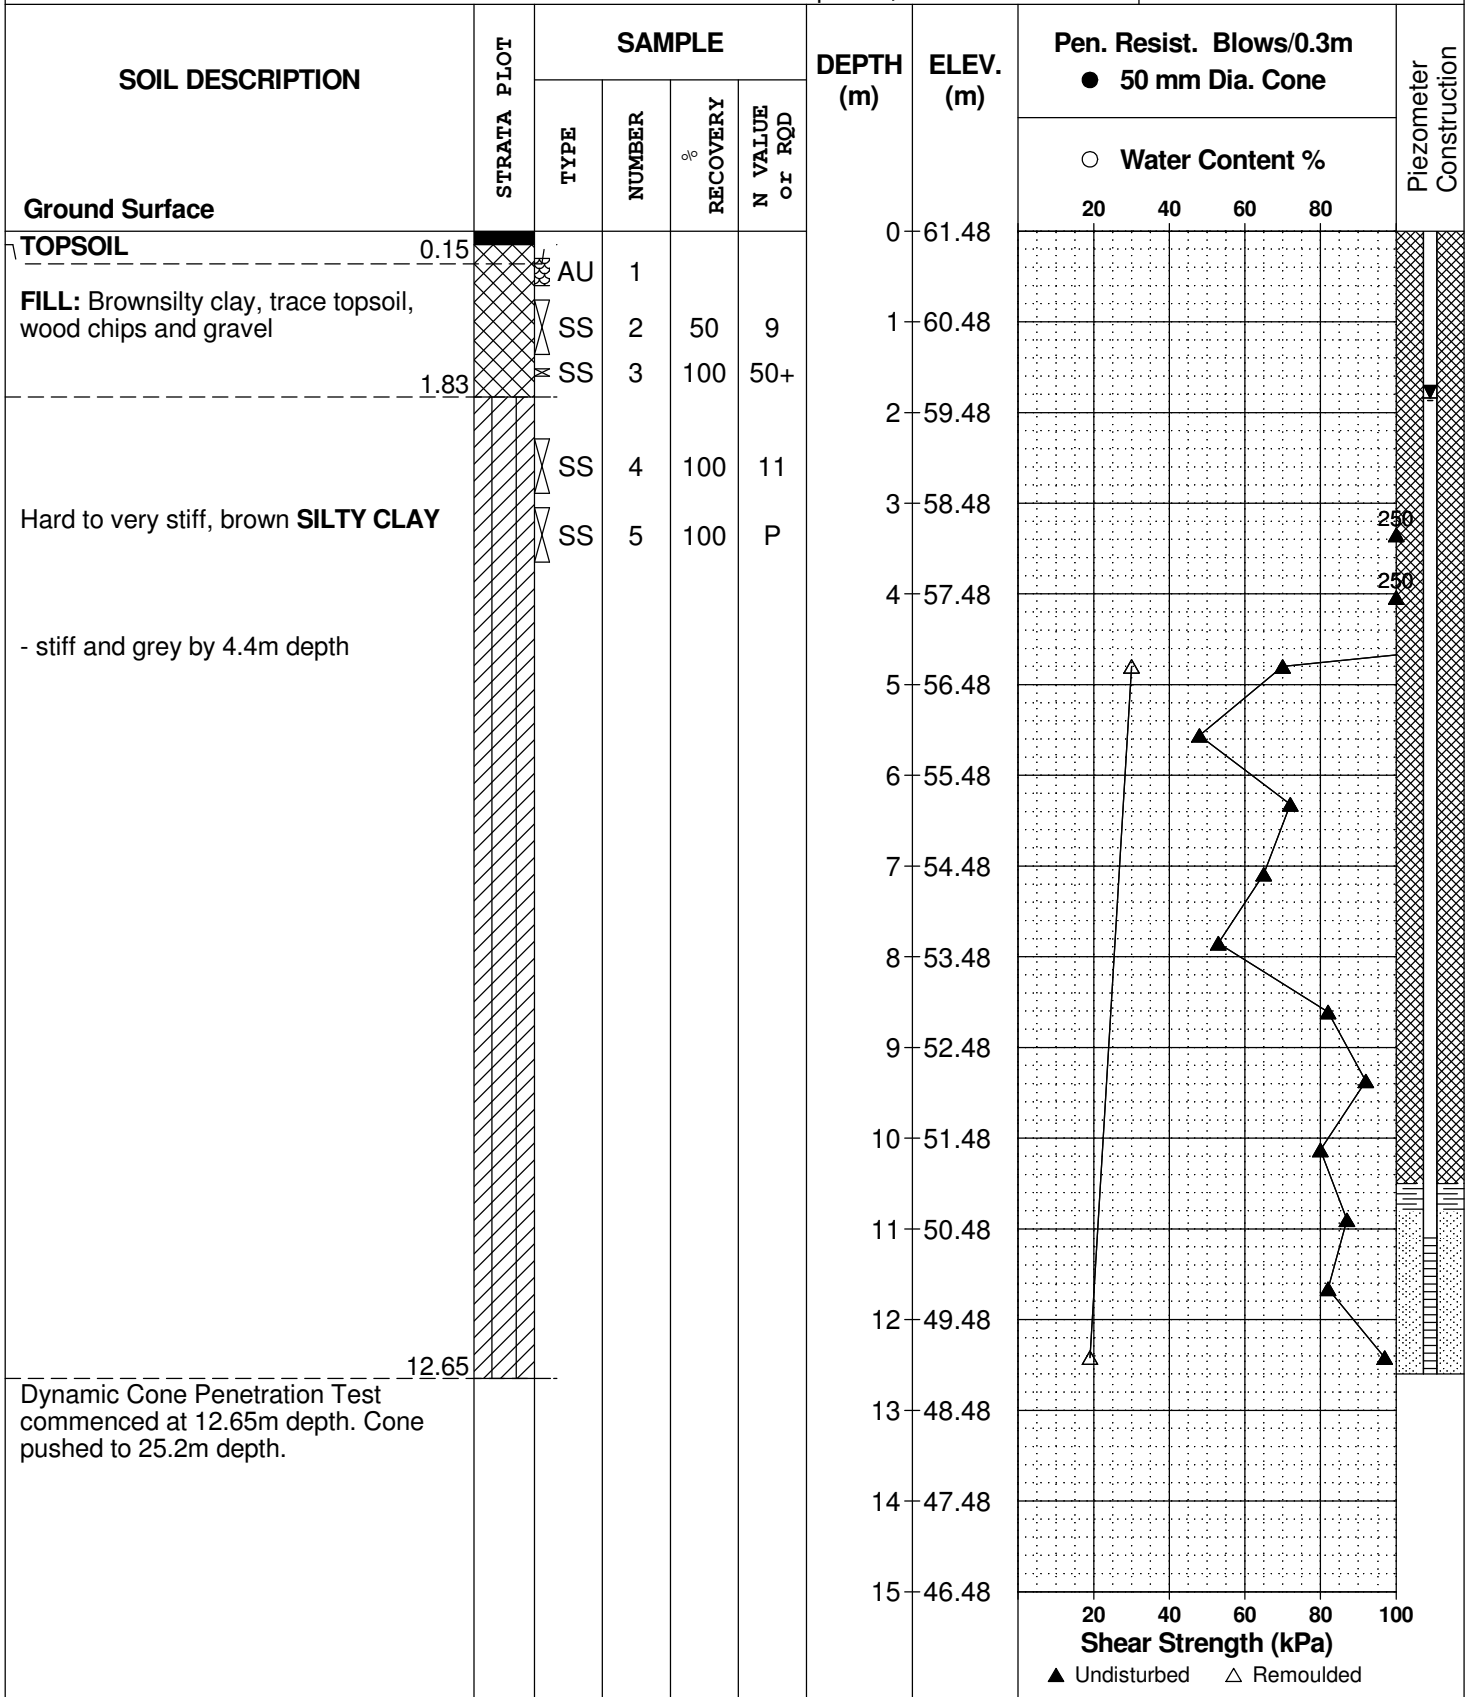 SOIL DESCRIPTION
STRATA PLOT
SAMPLE
TYPE
NUMBER
% RECOVERY
N VALUE or RQD
DEPTH
(m)
ELEV.
(m)
Pen. Resist. Blows/0.3m
● 50 mm Dia. Cone
○ Water Content %
Piezometer
Construction
Ground Surface
20 40 60 80
0 61.48
TOPSOIL 0.15
AU 1
FILL: Brownsilty clay, trace topsoil,
wood chips and gravel
SS 2 50 9
1 60.48
SS 3 100 50+
1.83
2 59.48
SS 4 100 11
3 58.48
Hard to very stiff, brown SILTY CLAY
SS 5 100 P
250
250
4 57.48
- stiff and grey by 4.4m depth
5 56.48
6 55.48
7 54.48
8 53.48
9 52.48
10 51.48
11 50.48
12 49.48
12.65
Dynamic Cone Penetration Test
commenced at 12.65m depth. Cone
pushed to 25.2m depth.
13 48.48
14 47.48
15 46.48
20 40 60 80 100
Shear Strength (kPa)
▲ Undisturbed △ Remoulded